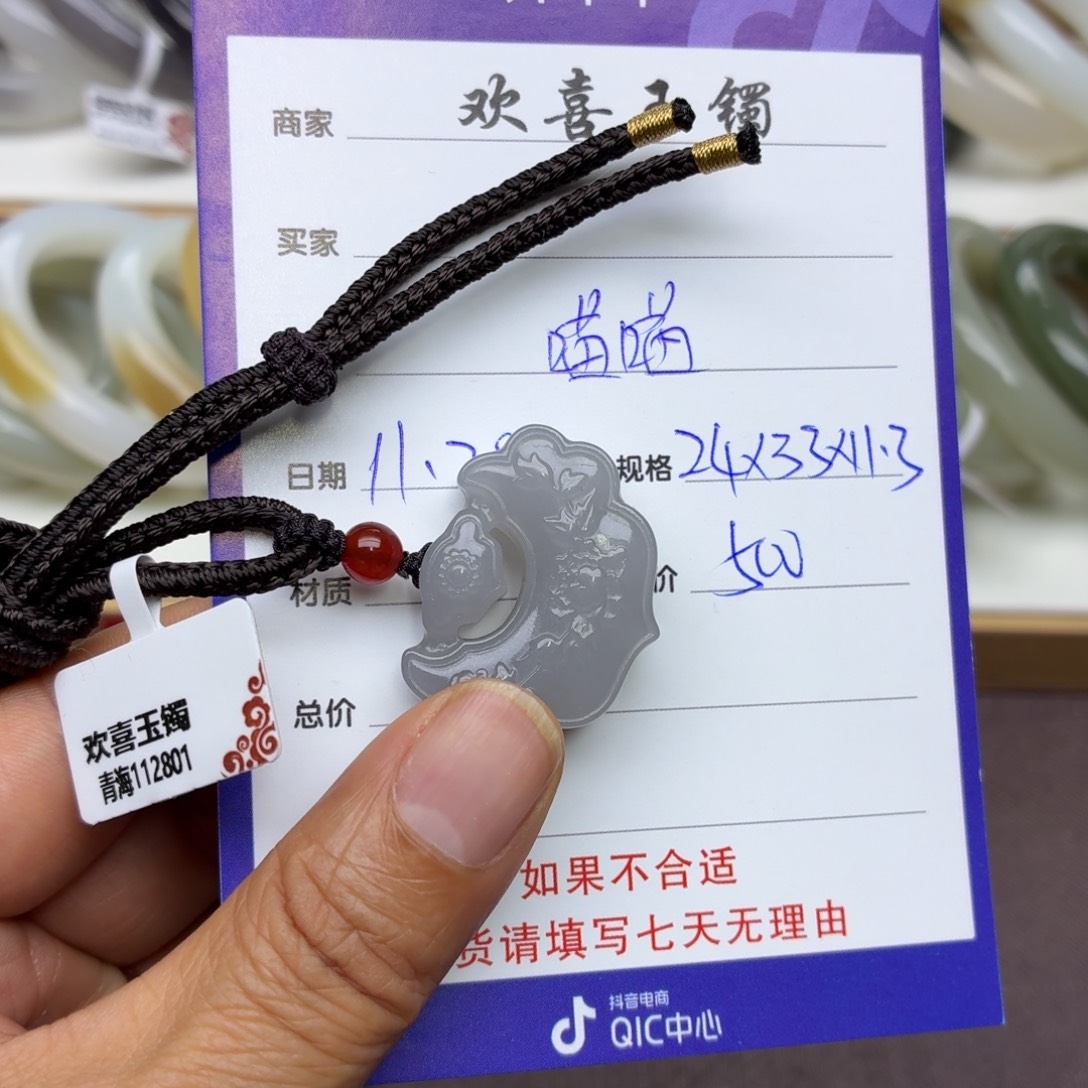 商家 欢喜玉镯
买家
喵喵
日期 11.2
规格 24x33x11.3
材质
价 500
总价
欢喜玉镯
青海112801
如果不合适
货请填写七天无理由
抖音电商
QIC中心